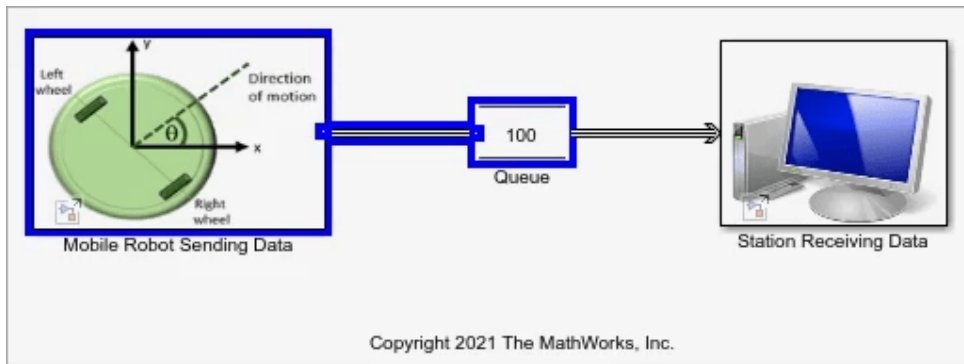 y
Left
wheel
Direction
of motion
θ
x
Right
wheel
Mobile Robot Sending Data
100
Queue
Station Receiving Data
Copyright 2021 The MathWorks, Inc.